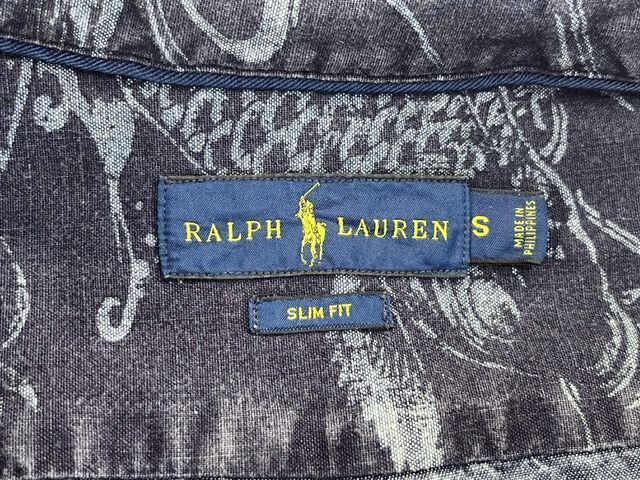 RALPH LAUREN
S
MADE IN
PHILIPPINES
SLIM FIT